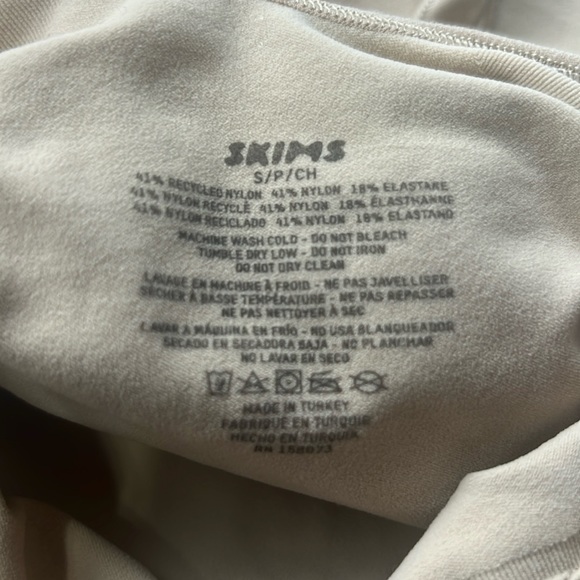 SKIMS
S/P/CH
41% RECYCLED NYLON 41% NYLON 18% ELASTANE
41% NYLON RECYCLÉ 41% NYLON 18% ÉLASTHANNE
41% NYLON RECICLADO 41% NYLON 18% ELASTANO
MACHINE WASH COLD - DO NOT BLEACH
TUMBLE DRY LOW - DO NOT IRON
DO NOT DRY CLEAN
LAVAGE EN MACHINE À FROID - NE PAS JAVELLISER
SÉCHER À BASSE TEMPÉRATURE - NE PAS REPASSER
NE PAS NETTOYER À SEC
LAVAR A MÁQUINA EN FRÍO - NO USA BLANQUEADOR
SECADO EN SECADORA BAJA - NO PLANCHAR
NO LAVAR EN SECO
MADE IN TURKEY
FABRIQUÉ EN TURQUIE
HECHO EN TURQUÍA
RN